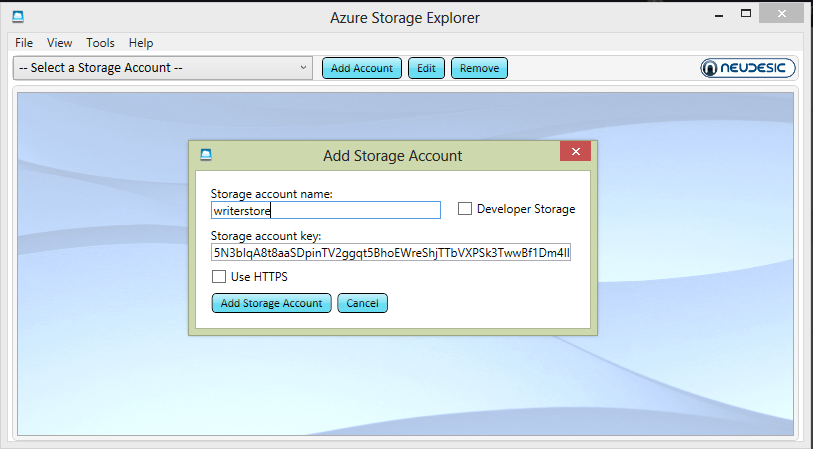 Azure Storage Explorer
File View Tools Help
-- Select a Storage Account -- Add Account Edit Remove NEUDESIC
Add Storage Account
Storage account name:
writerstore Developer Storage
Storage account key:
Use HTTPS
Add Storage Account Cancel